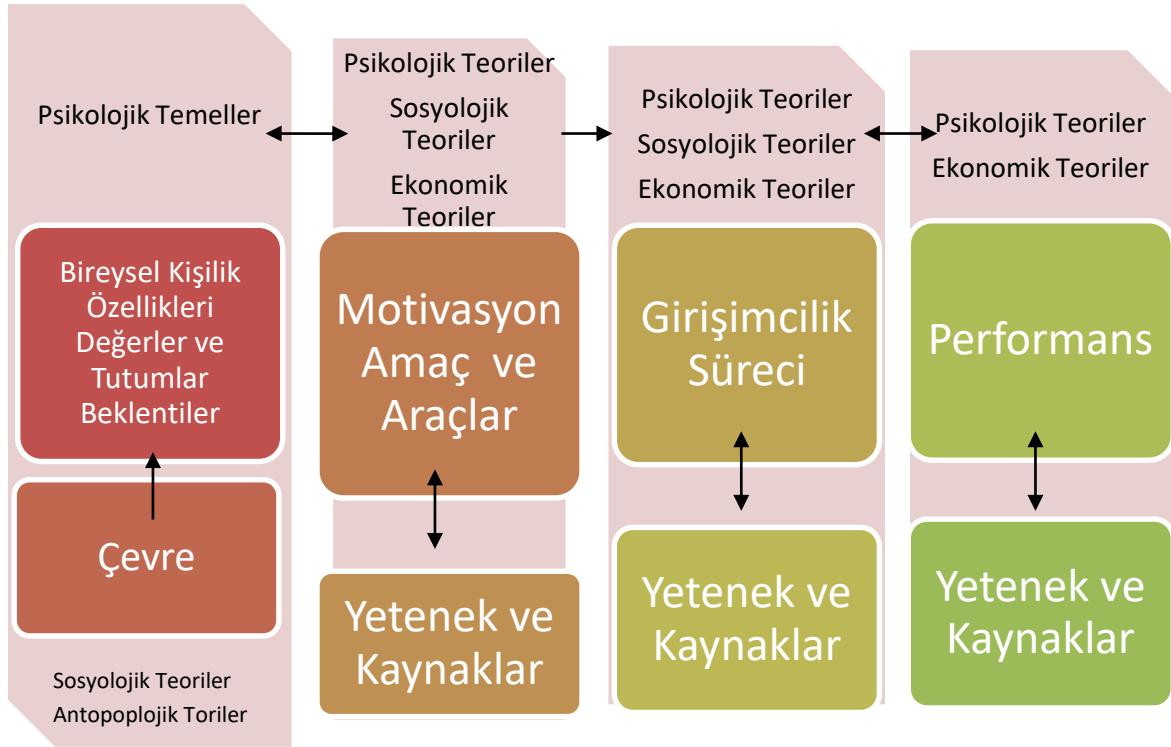 Psikolojik Temeller
Bireysel Kişilik
Özellikleri
Değerler ve
Tutumlar
Beklentiler
Çevre
Sosyolojik Teoriler
Antopoplojik Toriler
Psikolojik Teoriler
Sosyolojik
Teoriler
Ekonomik
Teoriler
Motivasyon
Amaç ve
Araçlar
Yetenek ve
Kaynaklar
Psikolojik Teoriler
Sosyolojik Teoriler
Ekonomik Teoriler
Girişimcilik
Süreci
Yetenek ve
Kaynaklar
Psikolojik Teoriler
Ekonomik Teoriler
Performans
Yetenek ve
Kaynaklar